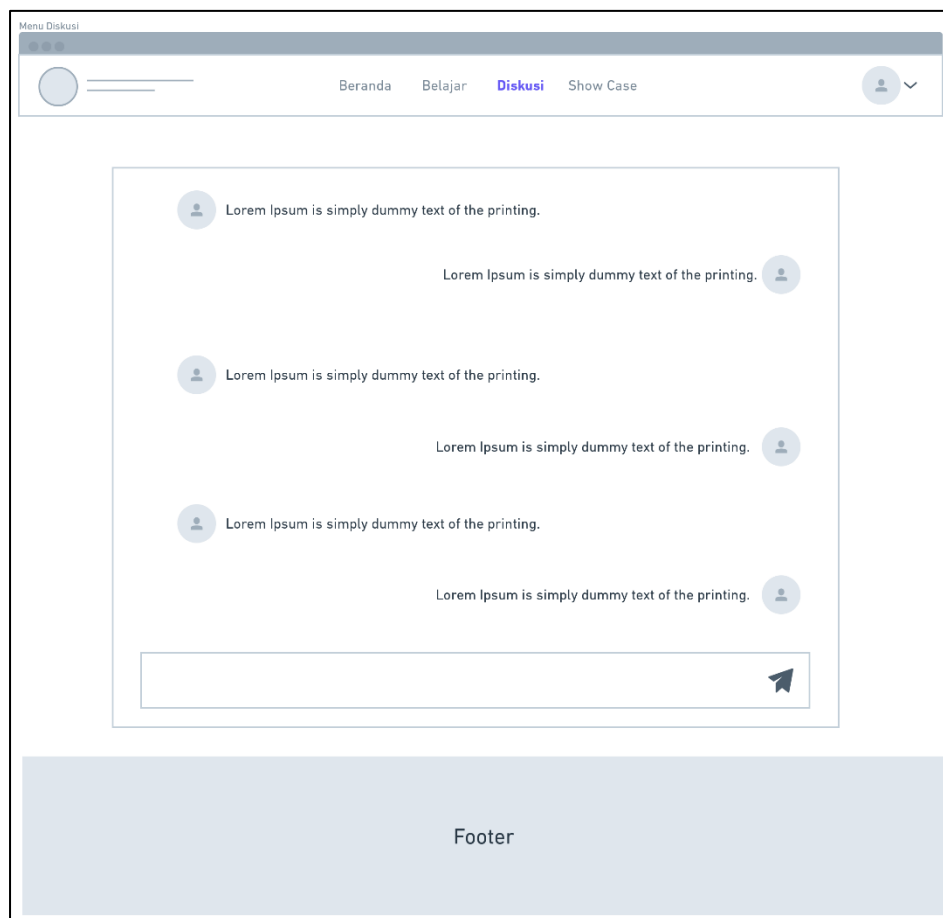 Menu Diskusi
Beranda Belajar Diskusi Show Case
Lorem Ipsum is simply dummy text of the printing.
Lorem Ipsum is simply dummy text of the printing.
Lorem Ipsum is simply dummy text of the printing.
Lorem Ipsum is simply dummy text of the printing.
Lorem Ipsum is simply dummy text of the printing.
Lorem Ipsum is simply dummy text of the printing.
Footer